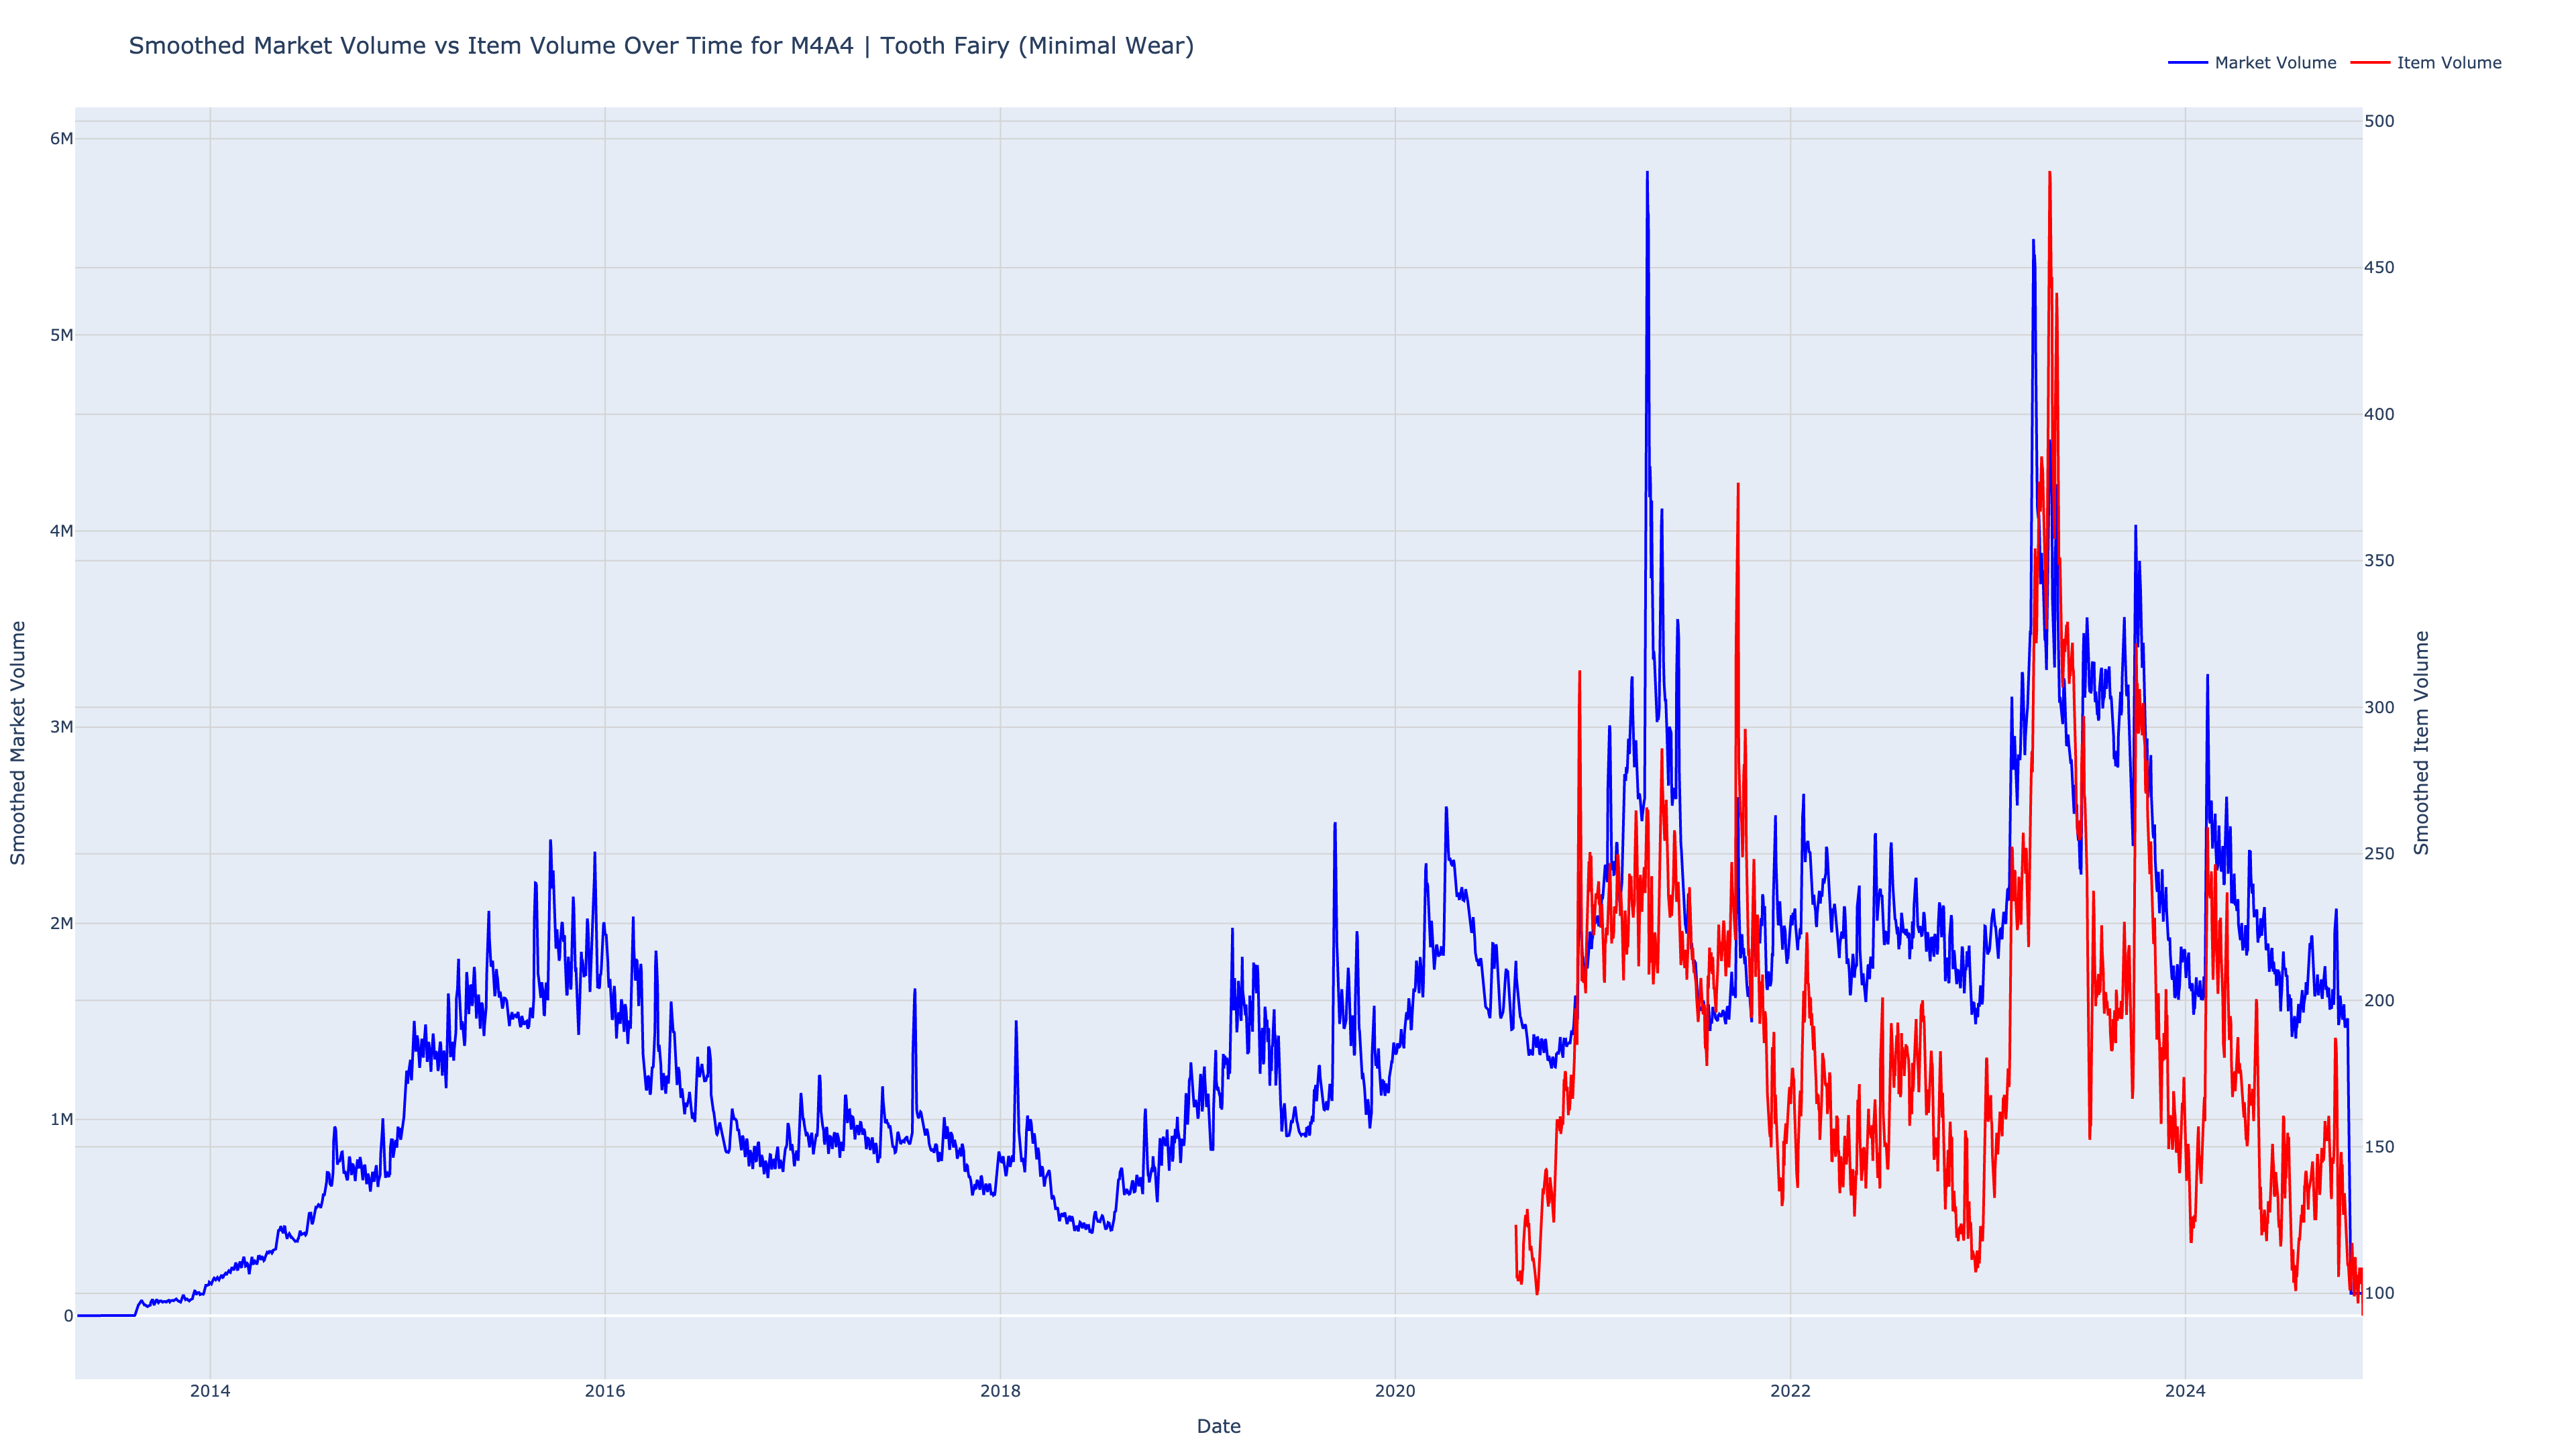 Smoothed Market Volume vs Item Volume Over Time for M4A4 | Tooth Fairy (Minimal Wear)
Market Volume
Item Volume
6M
5M
4M
3M
2M
1M
0
Smoothed Market Volume
500
450
400
350
300
250
200
150
100
Smoothed Item Volume
2014
2016
2018
2020
2022
2024
Date